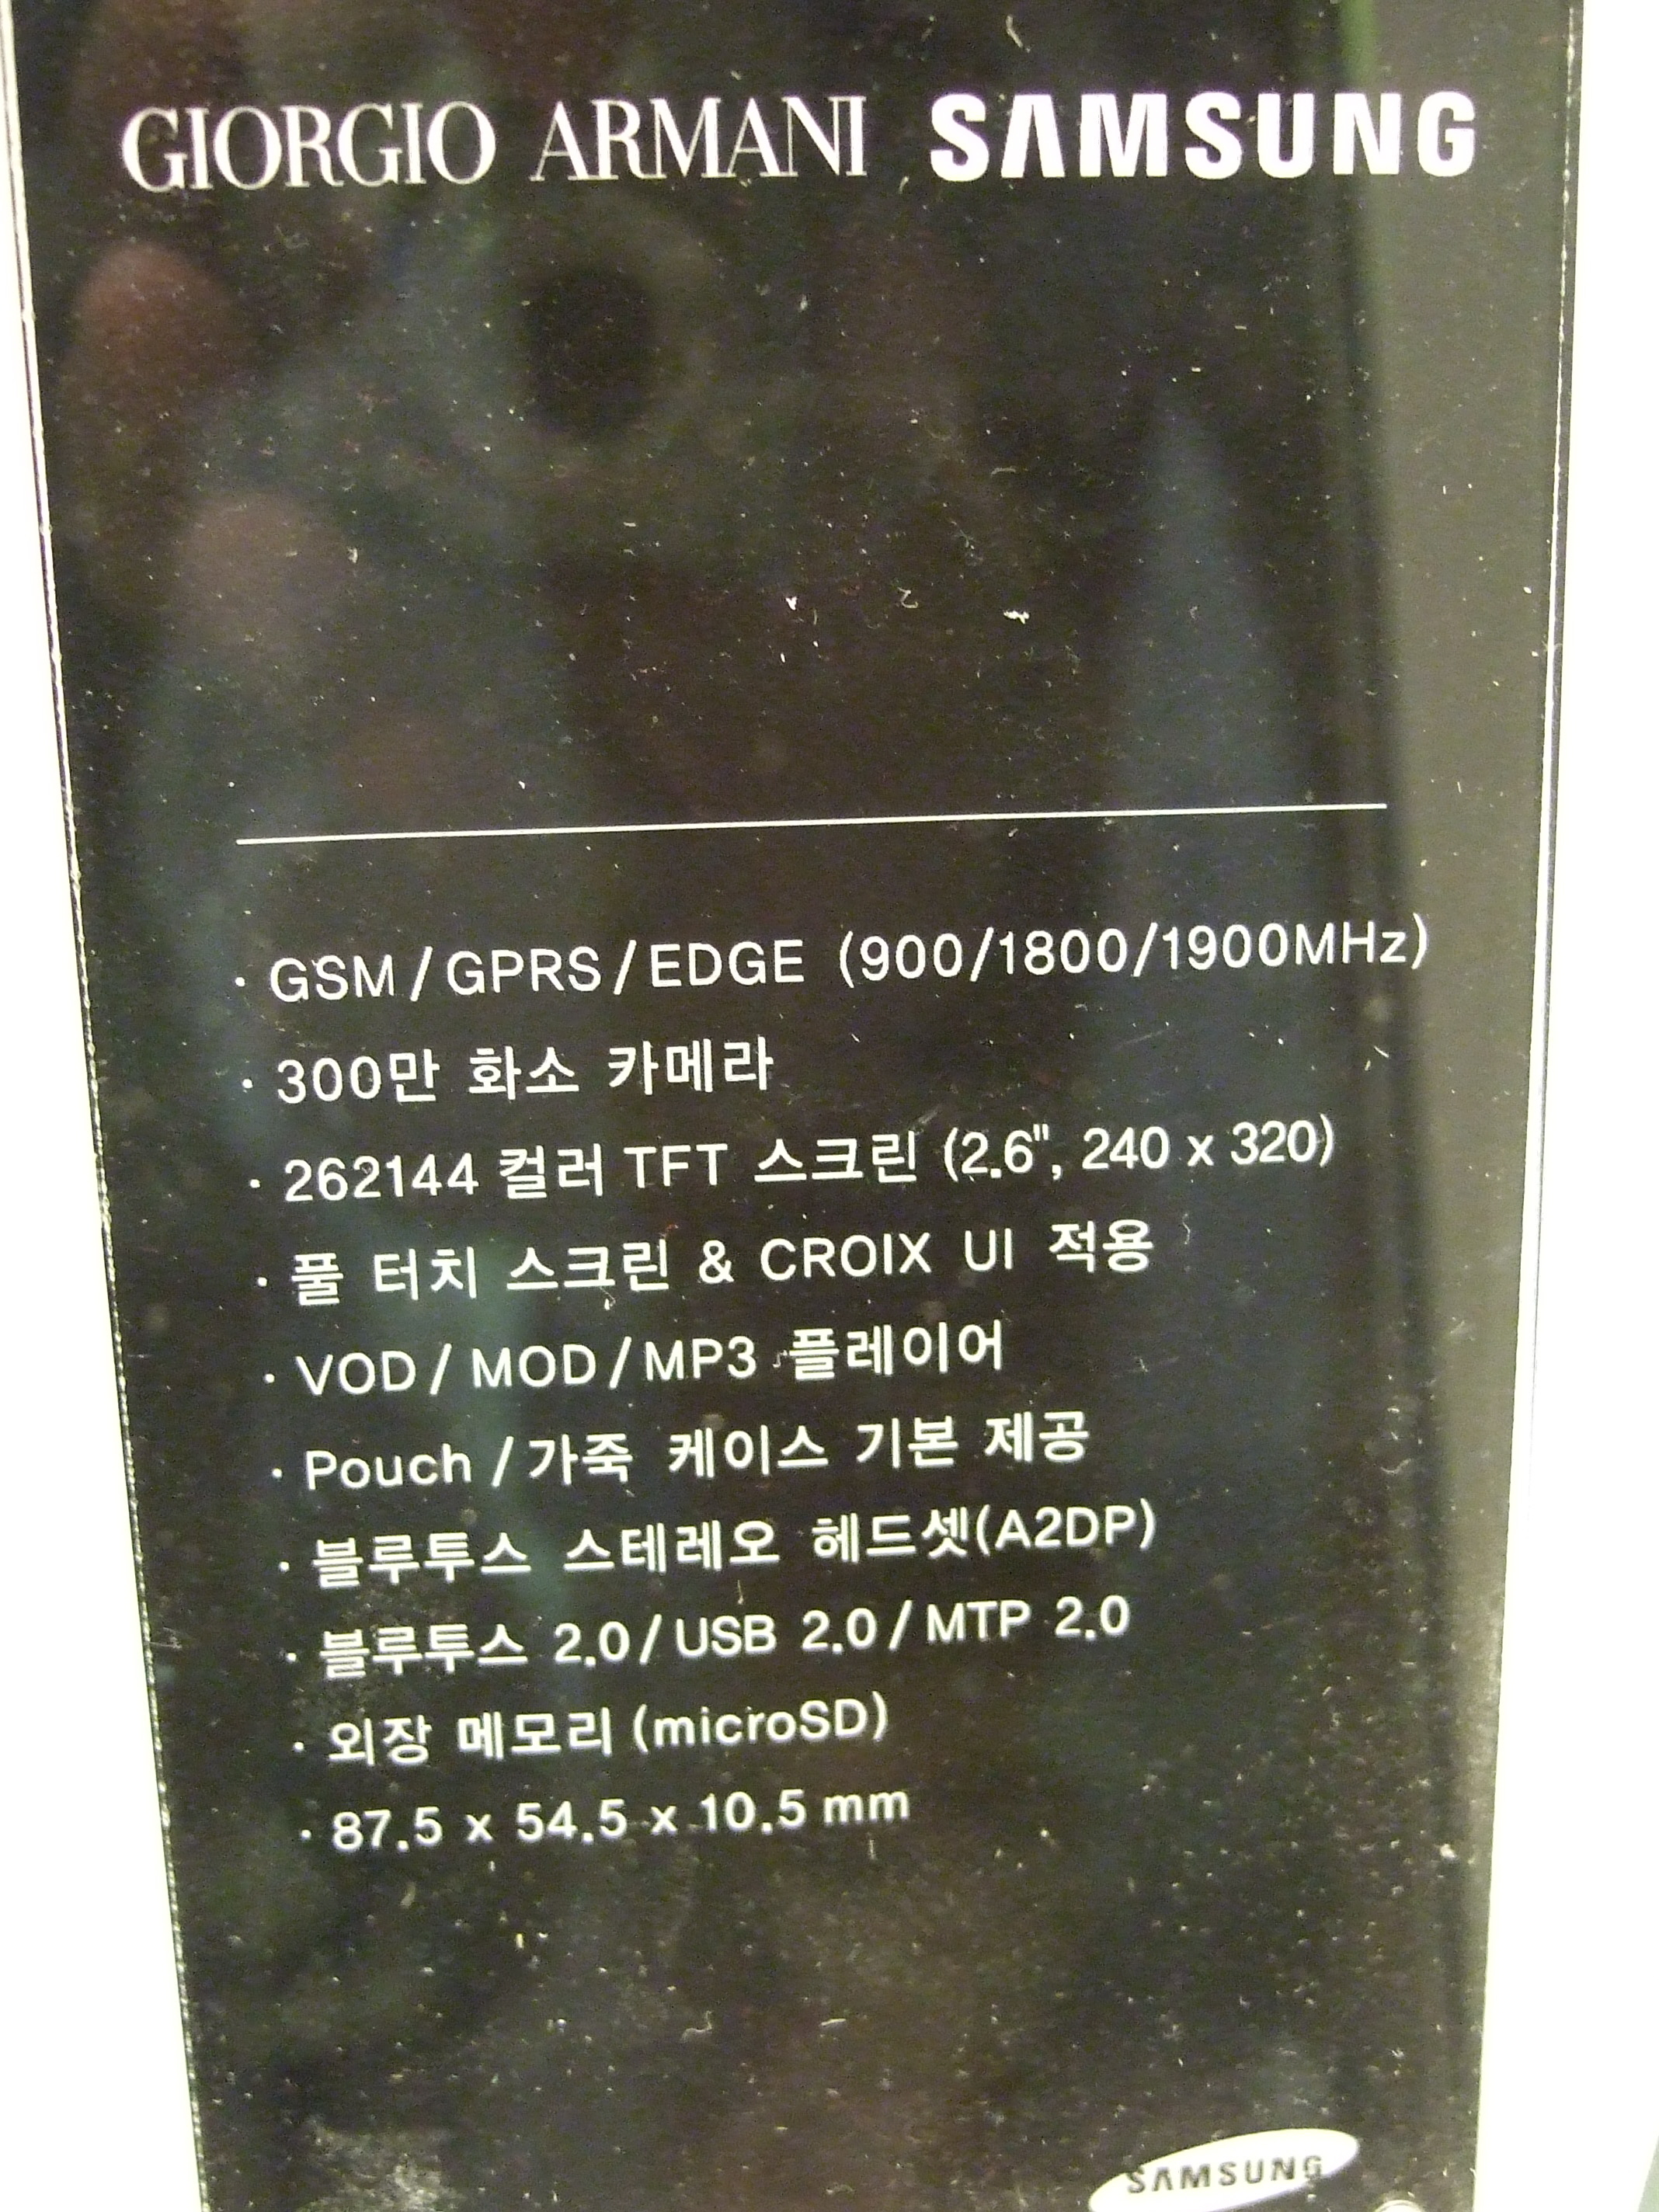 GIORGIO ARMANI SAMSUNG
· GSM/GPRS/EDGE (900/1800/1900MHz)
· 300만 화소 카메라
· 262144 컬러 TFT 스크린 (2.6", 240 x 320)
· 풀 터치 스크린 & CROIX UI 적용
· VOD/MOD/MP3 플레이어
· Pouch/가죽 케이스 기본 제공
· 블루투스 스테레오 헤드셋(A2DP)
· 블루투스 2.0/USB 2.0/MTP 2.0
· 외장 메모리 (microSD)
· 87.5 x 54.5 x 10.5 mm
SAMSUNG